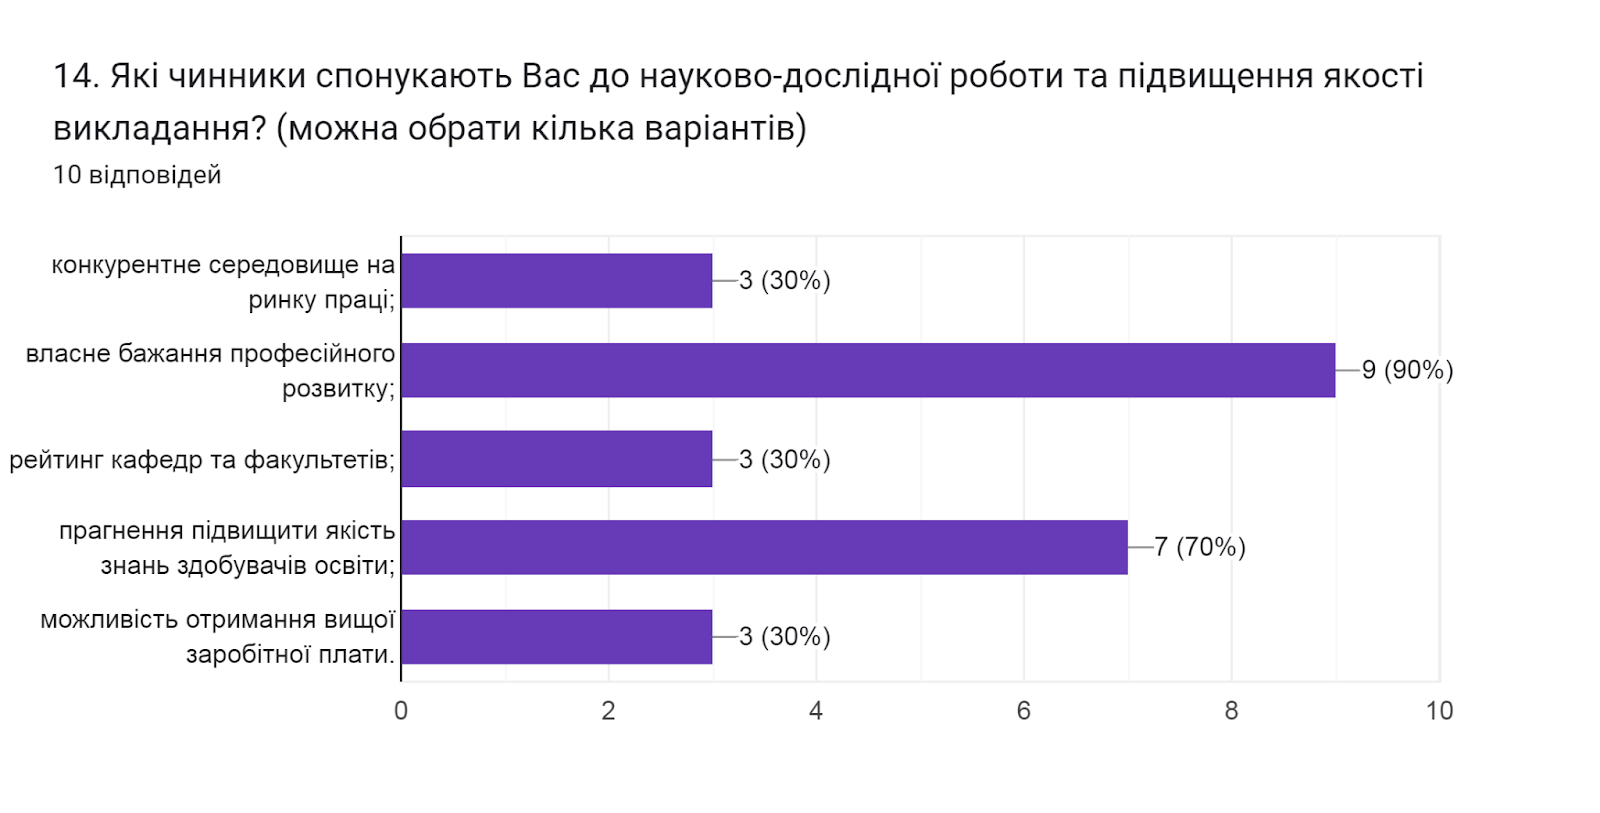 14. Які чинники спонукають Вас до науково-дослідної роботи та підвищення якості
викладання? (можна обрати кілька варіантів)
10 відповідей
конкурентне середовище на
ринку праці;
3 (30%)
власне бажання професійного
розвитку;
9 (90%)
рейтинг кафедр та факультетів;
3 (30%)
прагнення підвищити якість
знань здобувачів освіти;
7 (70%)
можливість отримання вищої
заробітної плати.
3 (30%)
0 2 4 6 8 10